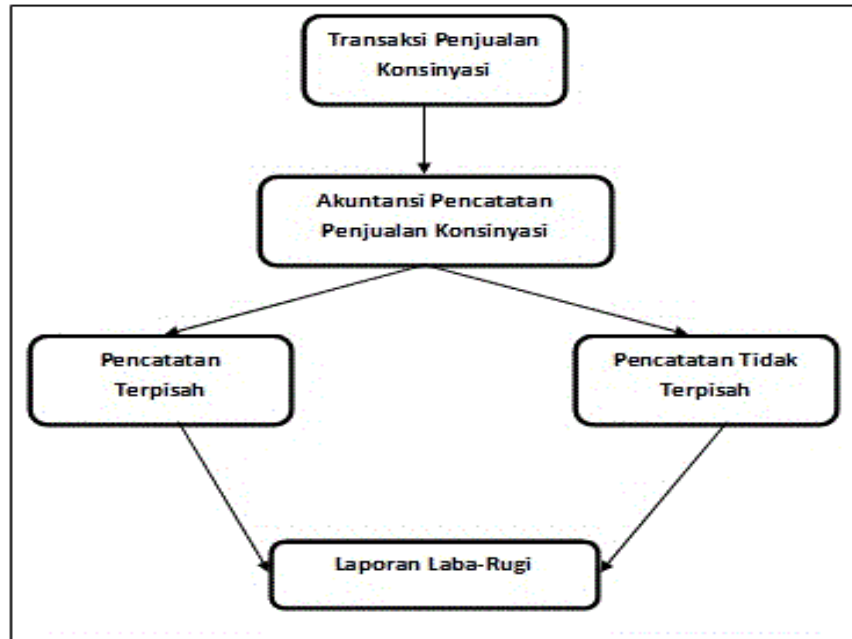 Transaksi Penjualan
Konsinyasi
Akuntansi Pencatatan
Penjualan Konsinyasi
Pencatatan
Terpisah
Pencatatan Tidak
Terpisah
Laporan Laba-Rugi